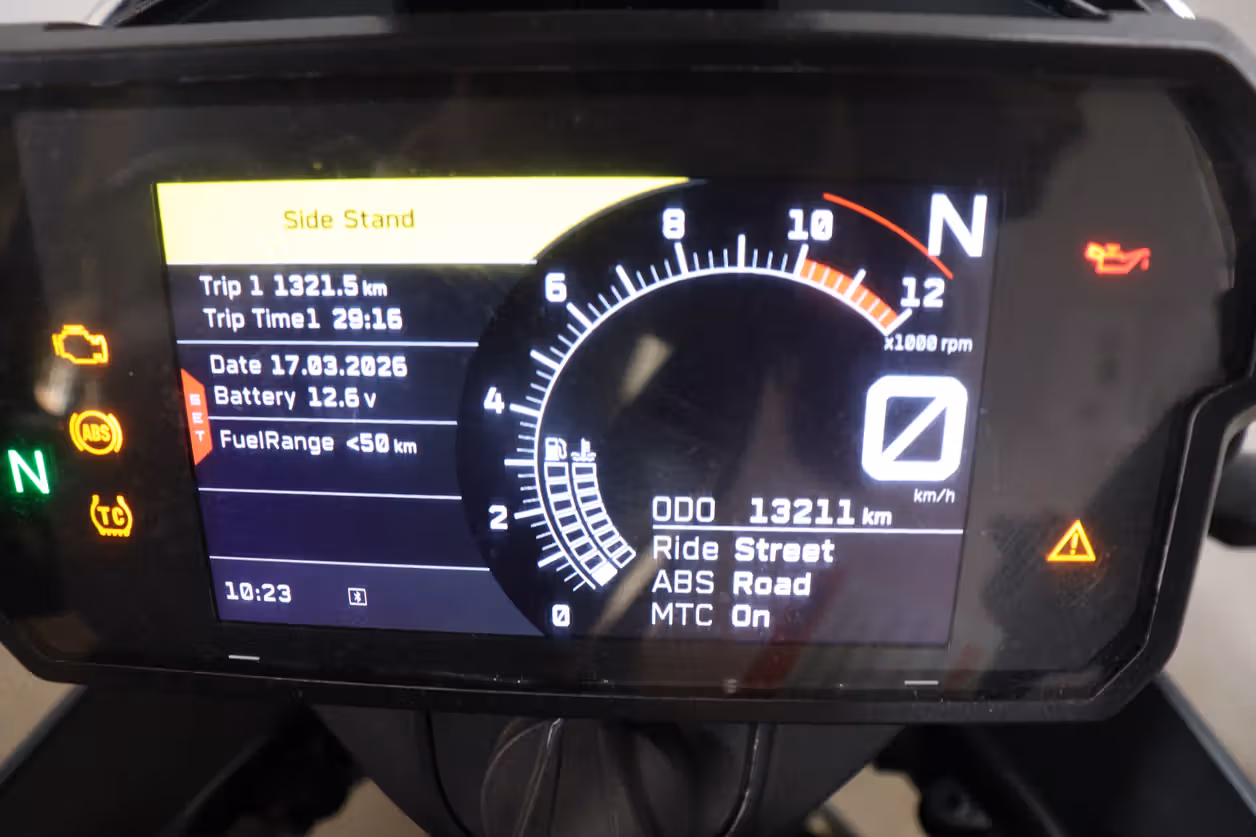 Side Stand
Trip 1 1321.5 km
Trip Time1 29:16
Date 17.03.2026
Battery 12.6 v
SET
FuelRange <50 km
10:23
0
2
4
6
8
10
12
x1000 rpm
N
0
km/h
ODO 13211 km
Ride Street
ABS Road
MTC On
ABS
N
TC